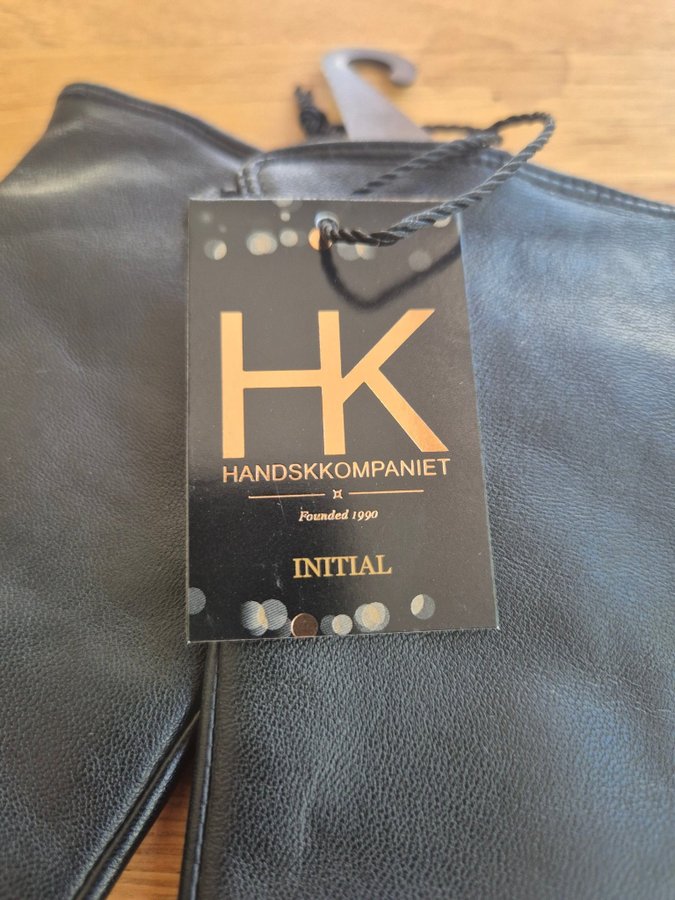 HK
HANDSKKOMPANIET
Founded 1990
INITIAL